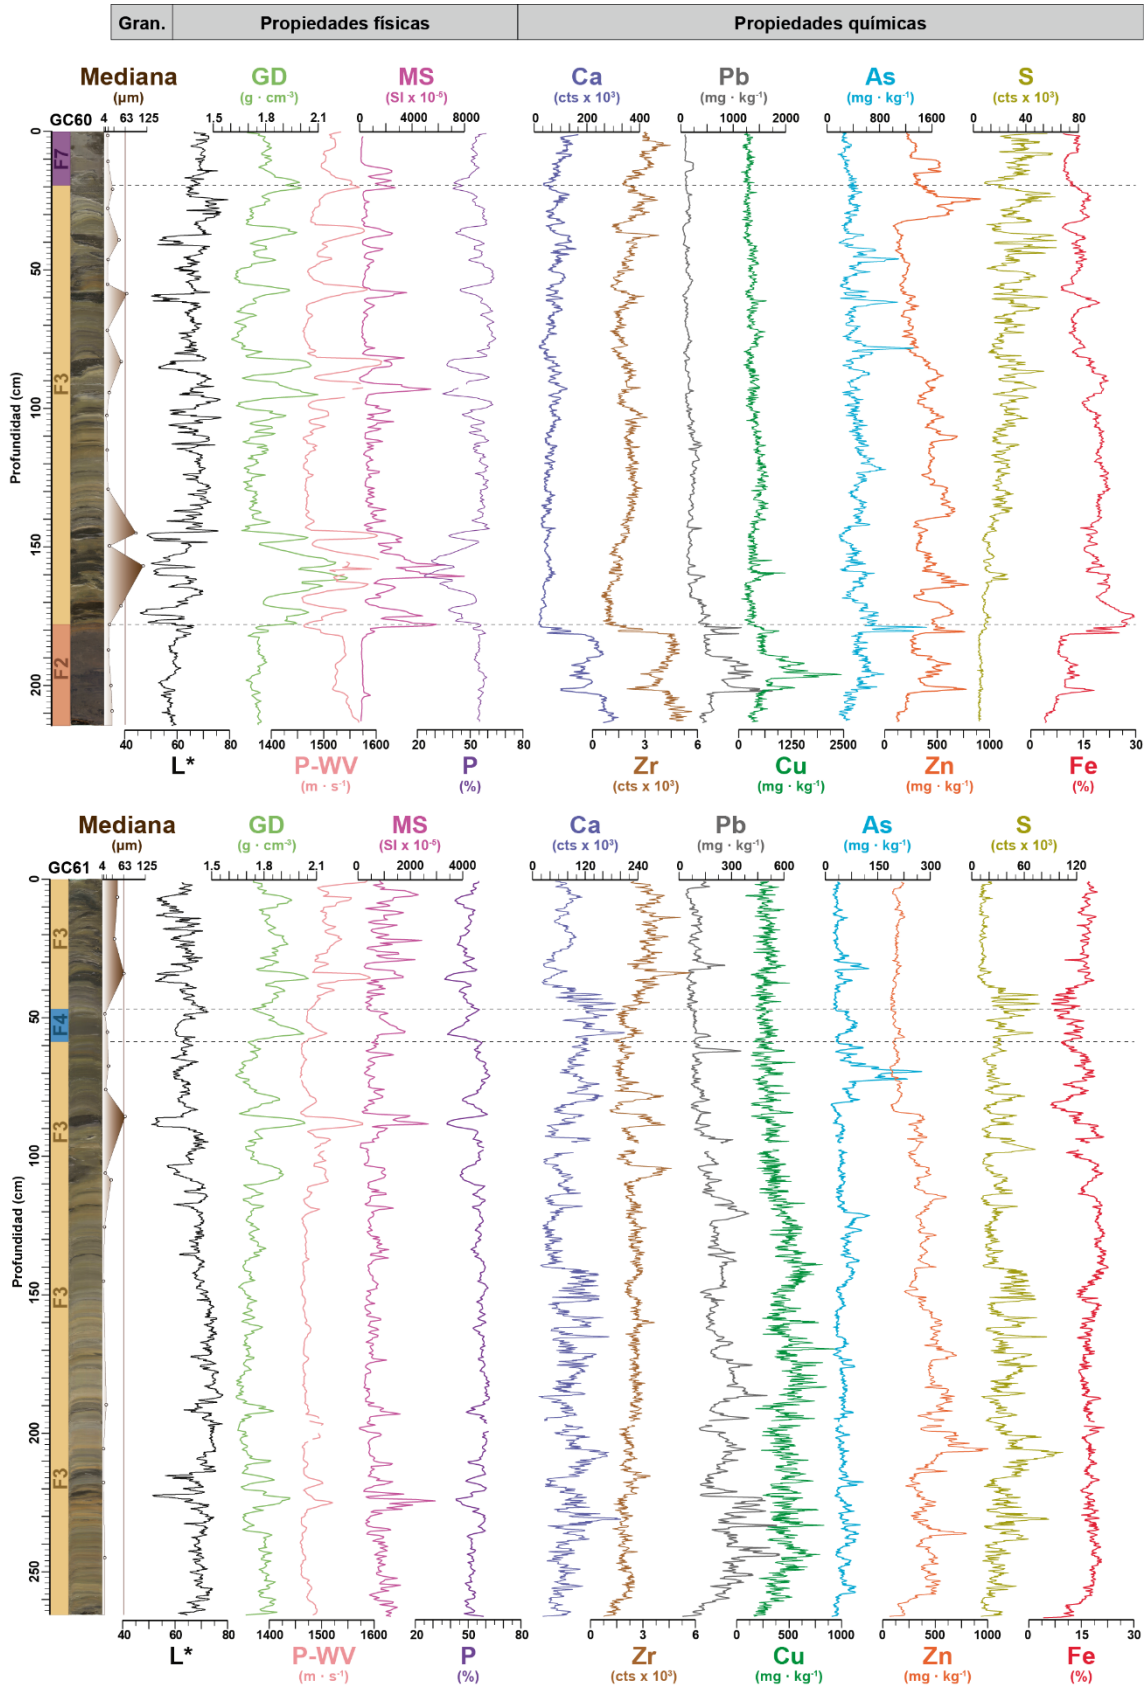 Gran. Propiedades físicas Propiedades químicas
Mediana GD MS Ca Pb As S
(µm) (g · cm⁻³) (SI x 10⁻⁵) (cts x 10³) (mg · kg⁻¹) (mg · kg⁻¹) (cts x 10³)
GC60 4 63 125 1.5 1.8 2.1 0 4000 8000 0 200 400 0 1000 2000 0 800 1600 0 40 80
0
F7
50
F3
100
150
F2
200
Profundidad (cm)
40 60 80 1400 1500 1600 20 50 80 0 3 6 0 1250 2500 0 500 1000 0 15 30
L* P-WV P Zr Cu Zn Fe
(m · s⁻¹) (%) (cts x 10³) (mg · kg⁻¹) (mg · kg⁻¹) (%)
Mediana GD MS Ca Pb As S
(µm) (g · cm⁻³) (SI x 10⁻⁵) (cts x 10³) (mg · kg⁻¹) (mg · kg⁻¹) (cts x 10³)
GC61 4 63 125 1.5 1.8 2.1 0 2000 4000 0 120 240 0 300 600 0 150 300 0 60 120
0
F3
50
F4
F3
100
150
F3
200
F3
250
Profundidad (cm)
40 60 80 1400 1500 1600 20 50 80 0 3 6 0 500 1000 0 500 1000 0 15 30
L* P-WV P Zr Cu Zn Fe
(m · s⁻¹) (%) (cts x 10³) (mg · kg⁻¹) (mg · kg⁻¹) (%)